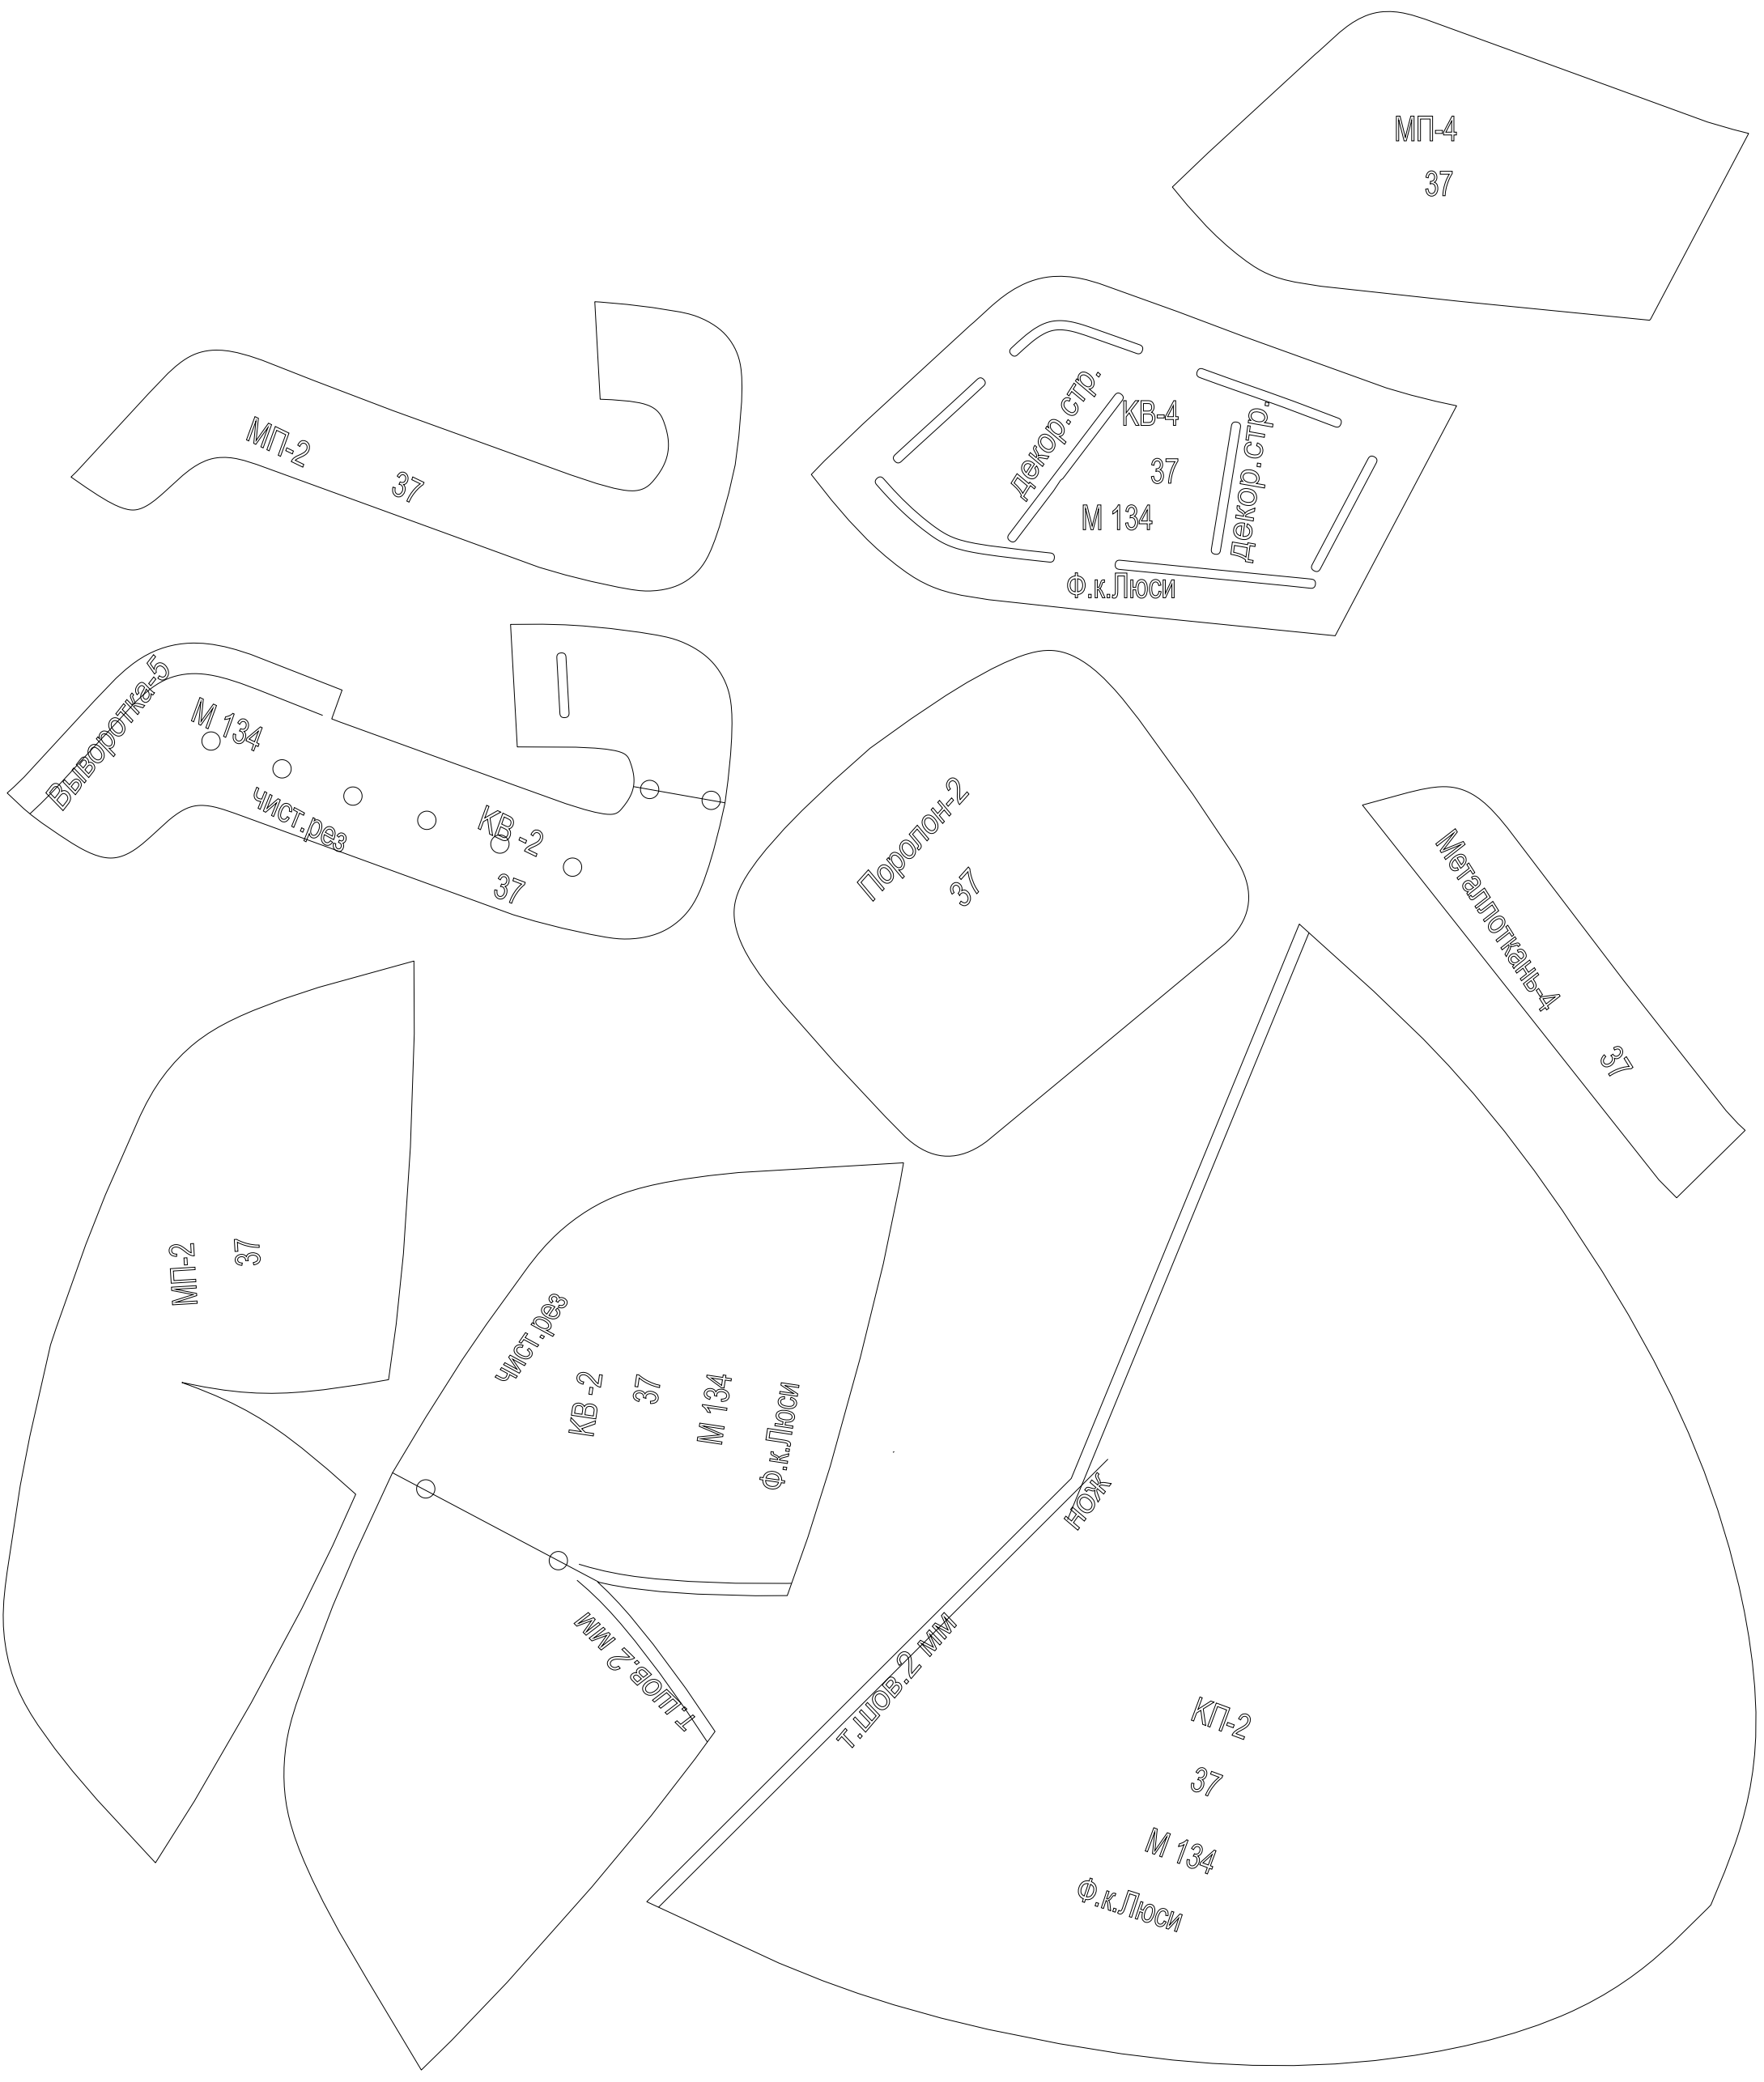 МП-4
37
МП-2
37
декор.стр.
КВ-4
37
М 134
декор.стр.
Ф.к.Люси
Выворотка-5
М 134
чист.рез
КВ -2
37
Поролон-2
37
Металлоткань-4
37
МП-2
37
чист.рез
КВ -2
37
М 134
Ф.к.Люси
т.шов.2 мм
нож
т.шов.2 мм
КП-2
37
М 134
Ф.к.Люси